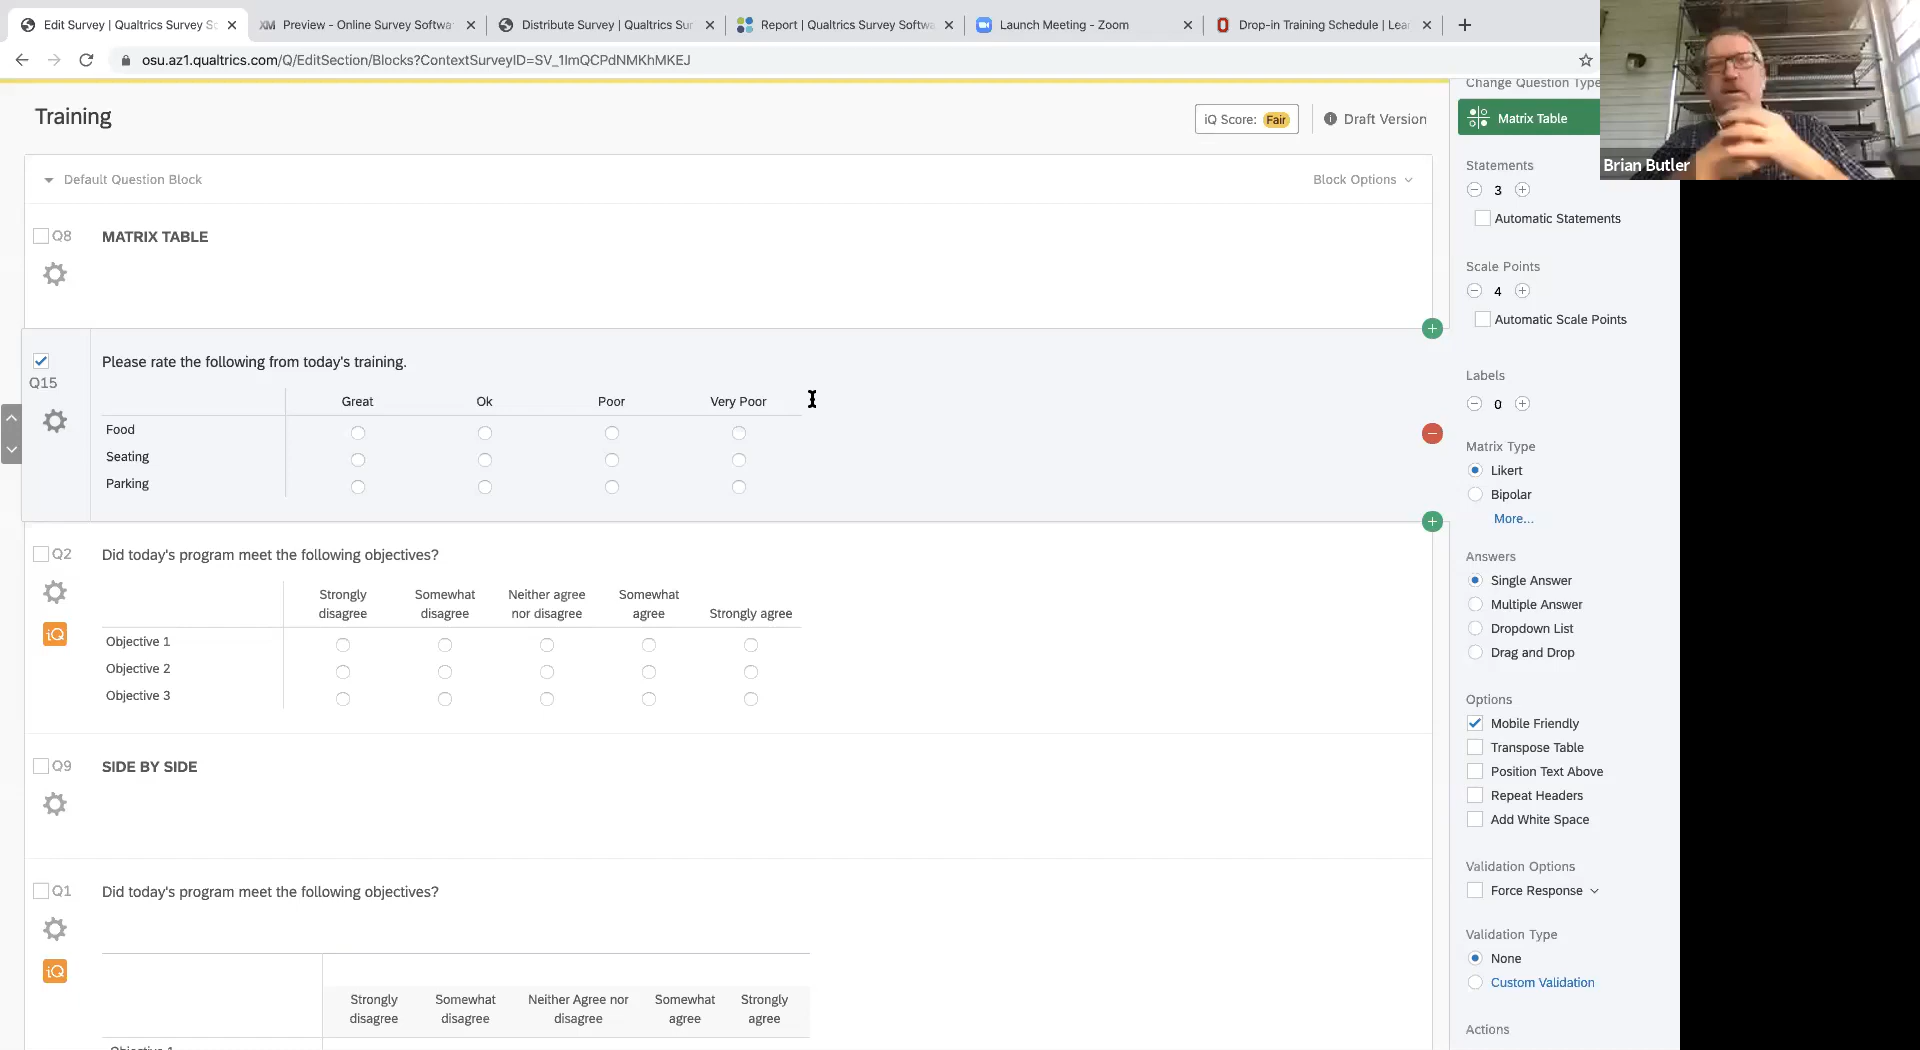 Edit Survey | Qualtrics Survey So
Preview - Online Survey Softwa
Distribute Survey | Qualtrics Sur
Report | Qualtrics Survey Softwa
Launch Meeting - Zoom
Drop-in Training Schedule | Lea
osu.az1.qualtrics.com/Q/EditSection/Blocks?ContextSurveyID=SV_1ImQCPdNMKhMKEJ
Training
iQ Score: Fair
Draft Version
Default Question Block
Block Options
Q8 MATRIX TABLE
Q15
Please rate the following from today's training.
Great Ok Poor Very Poor
Food
Seating
Parking
Q2 Did today's program meet the following objectives?
iQ
Strongly disagree
Somewhat disagree
Neither agree nor disagree
Somewhat agree
Strongly agree
Objective 1
Objective 2
Objective 3
Q9 SIDE BY SIDE
Q1 Did today's program meet the following objectives?
iQ
Strongly disagree
Somewhat disagree
Neither Agree nor disagree
Somewhat agree
Strongly agree
Objective 1
Change Question Type
Matrix Table
Statements
3
Automatic Statements
Scale Points
4
Automatic Scale Points
Labels
0
Matrix Type
Likert
Bipolar
More...
Answers
Single Answer
Multiple Answer
Dropdown List
Drag and Drop
Options
Mobile Friendly
Transpose Table
Position Text Above
Repeat Headers
Add White Space
Validation Options
Force Response
Validation Type
None
Custom Validation
Actions
Brian Butler